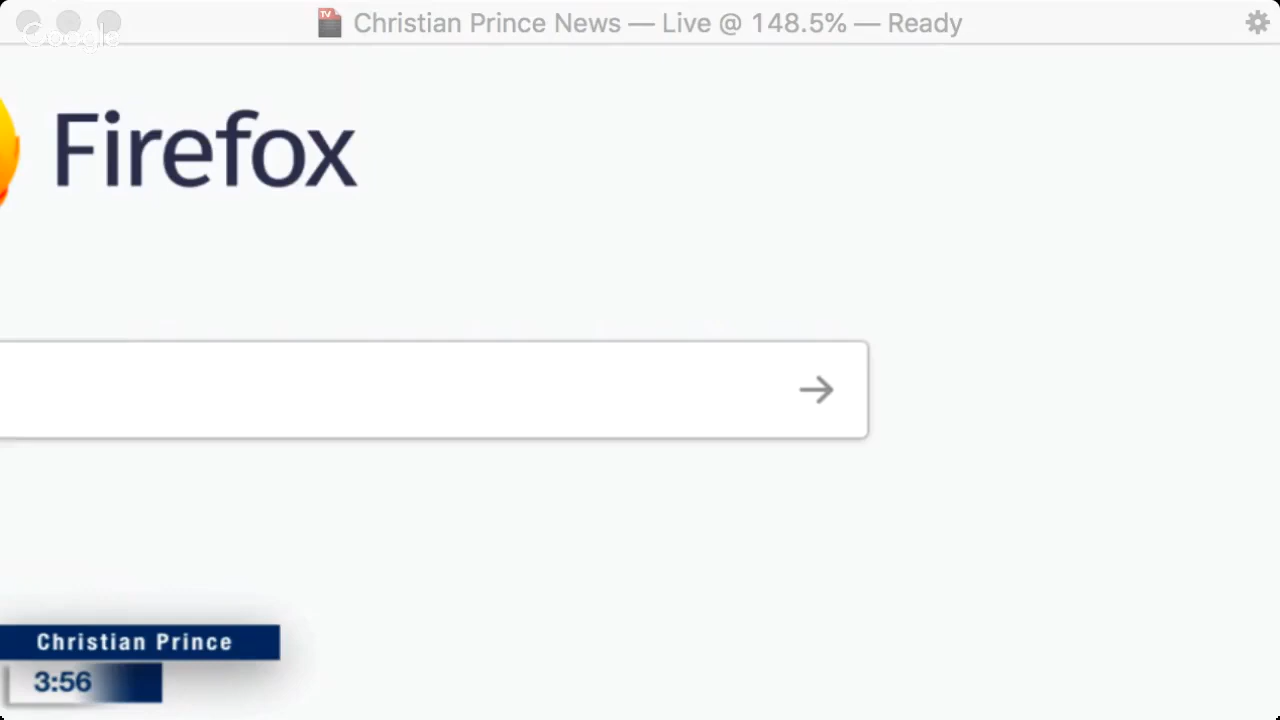 Christian Prince News — Live @ 148.5% — Ready
Google
Firefox
Christian Prince
3:56